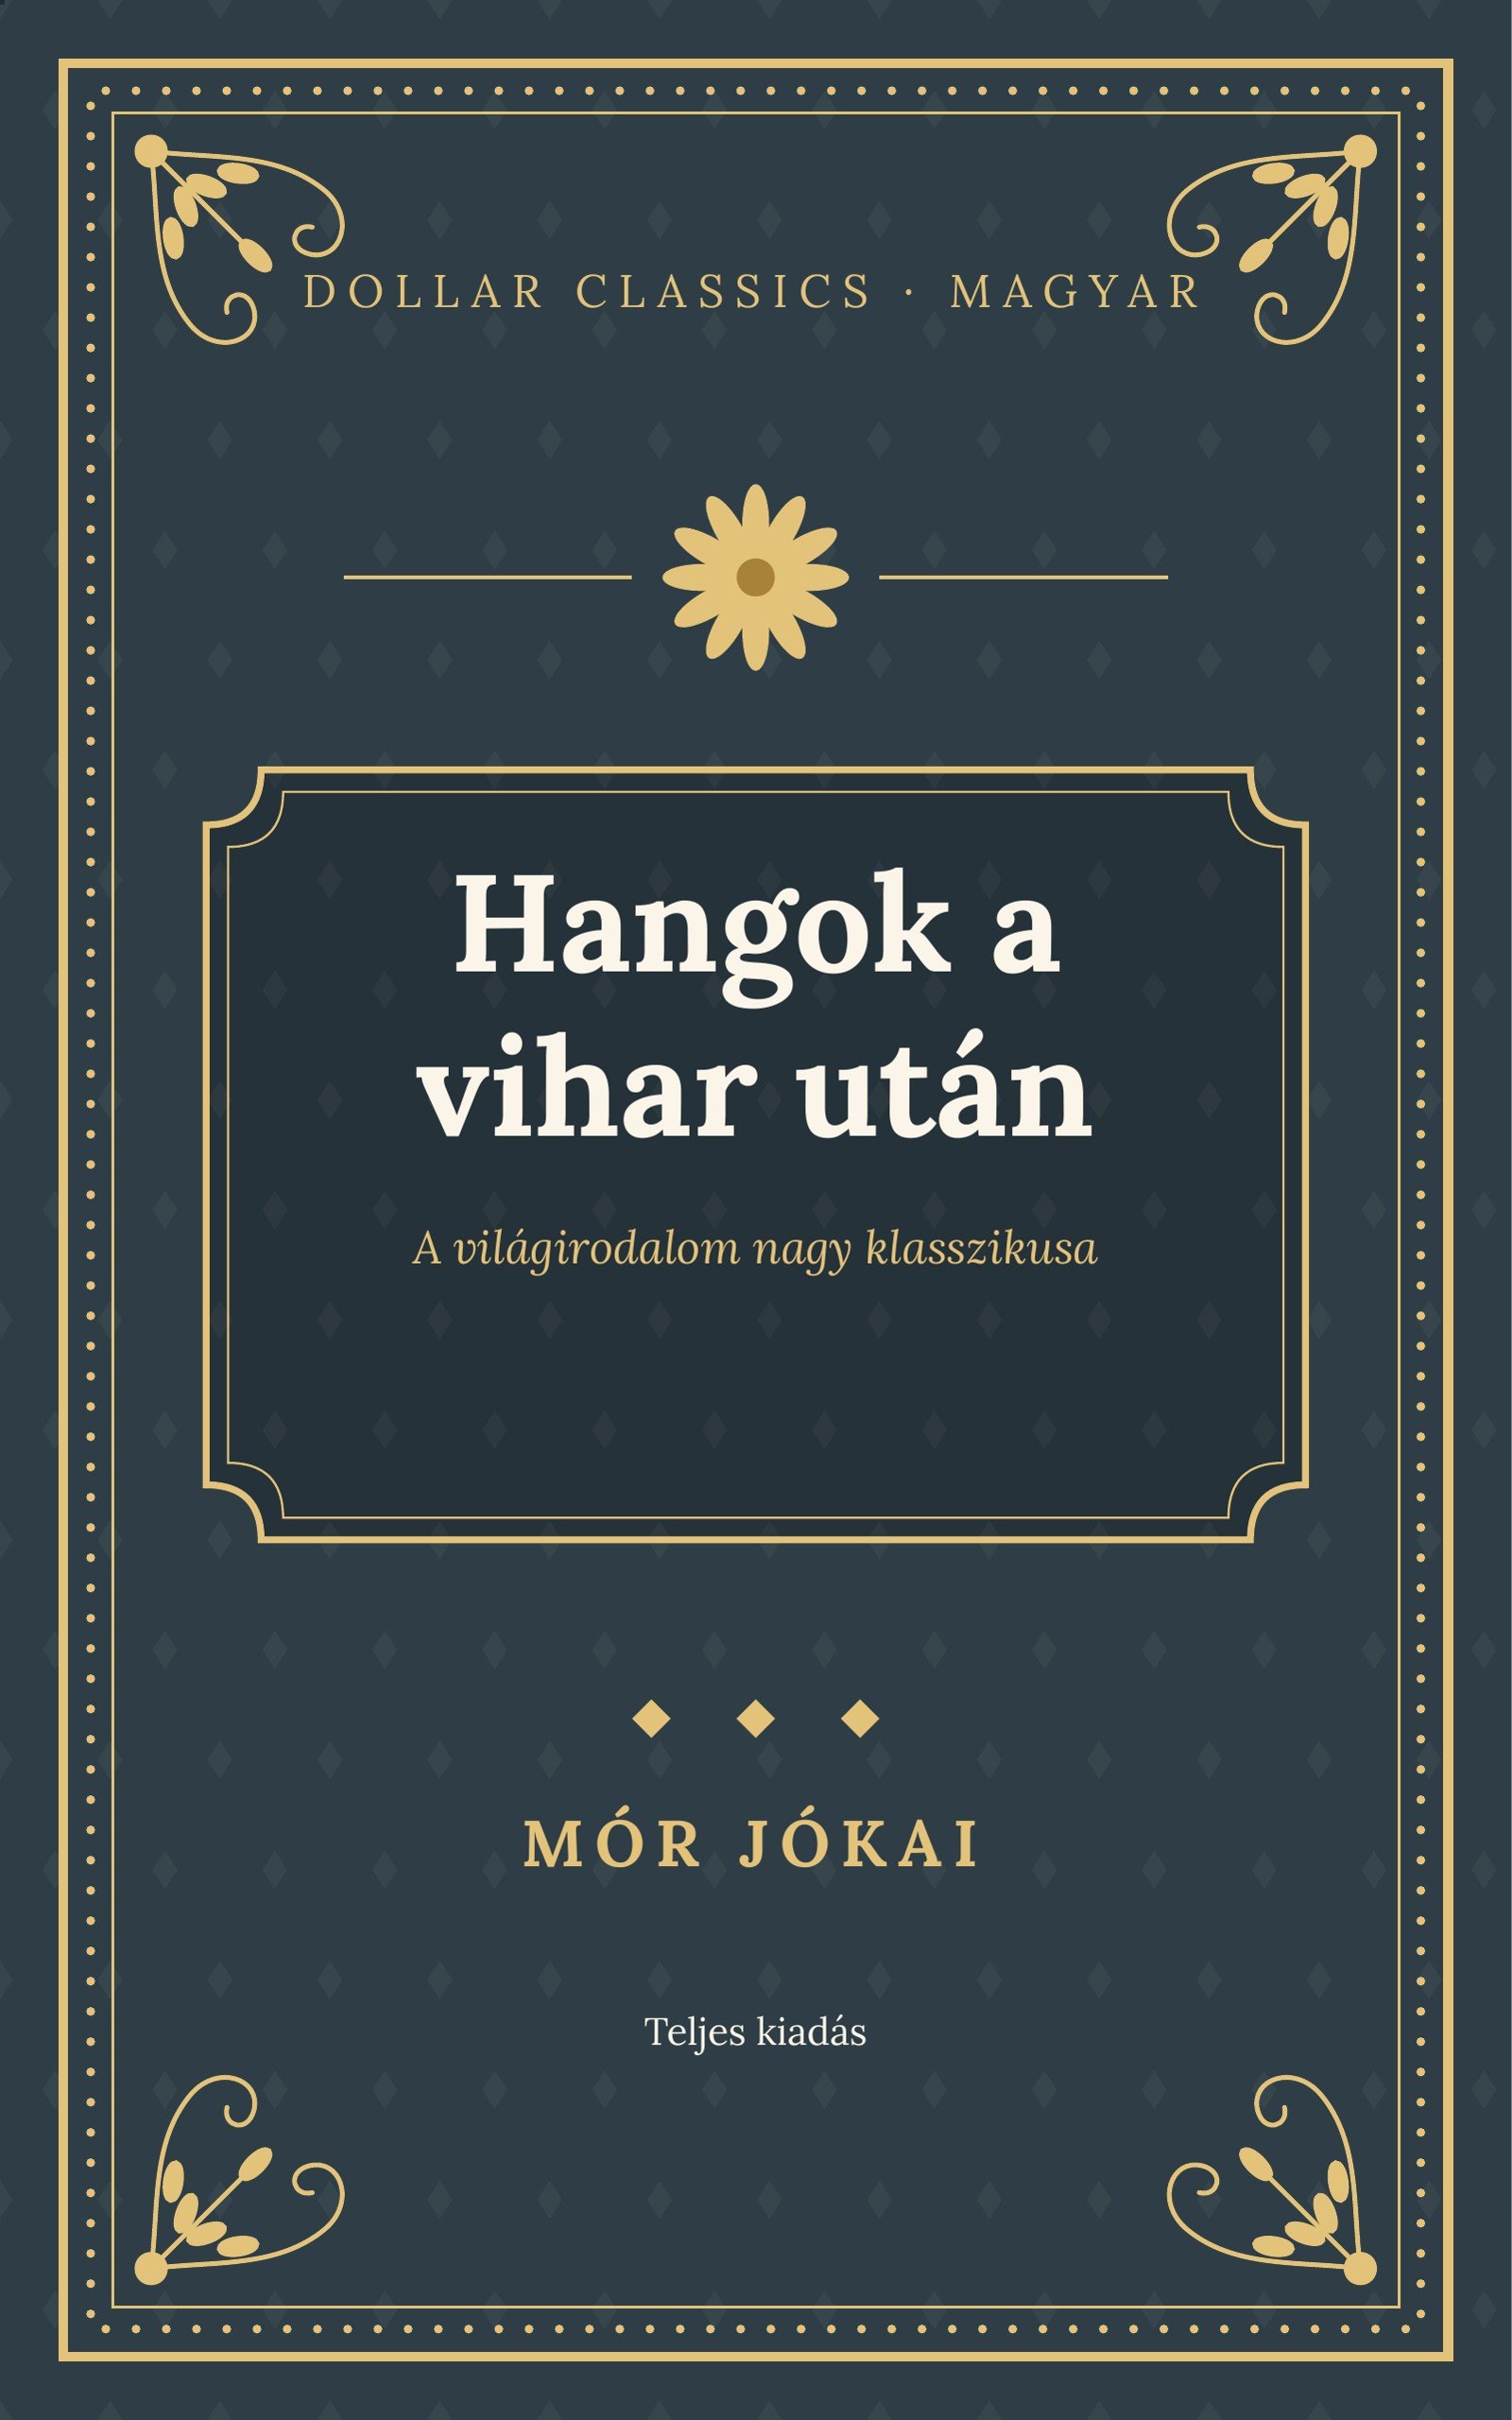 DOLLAR CLASSICS · MAGYAR
Hangok a
vihar után
A világirodalom nagy klasszikusa
MÓR JÓKAI
Teljes kiadás